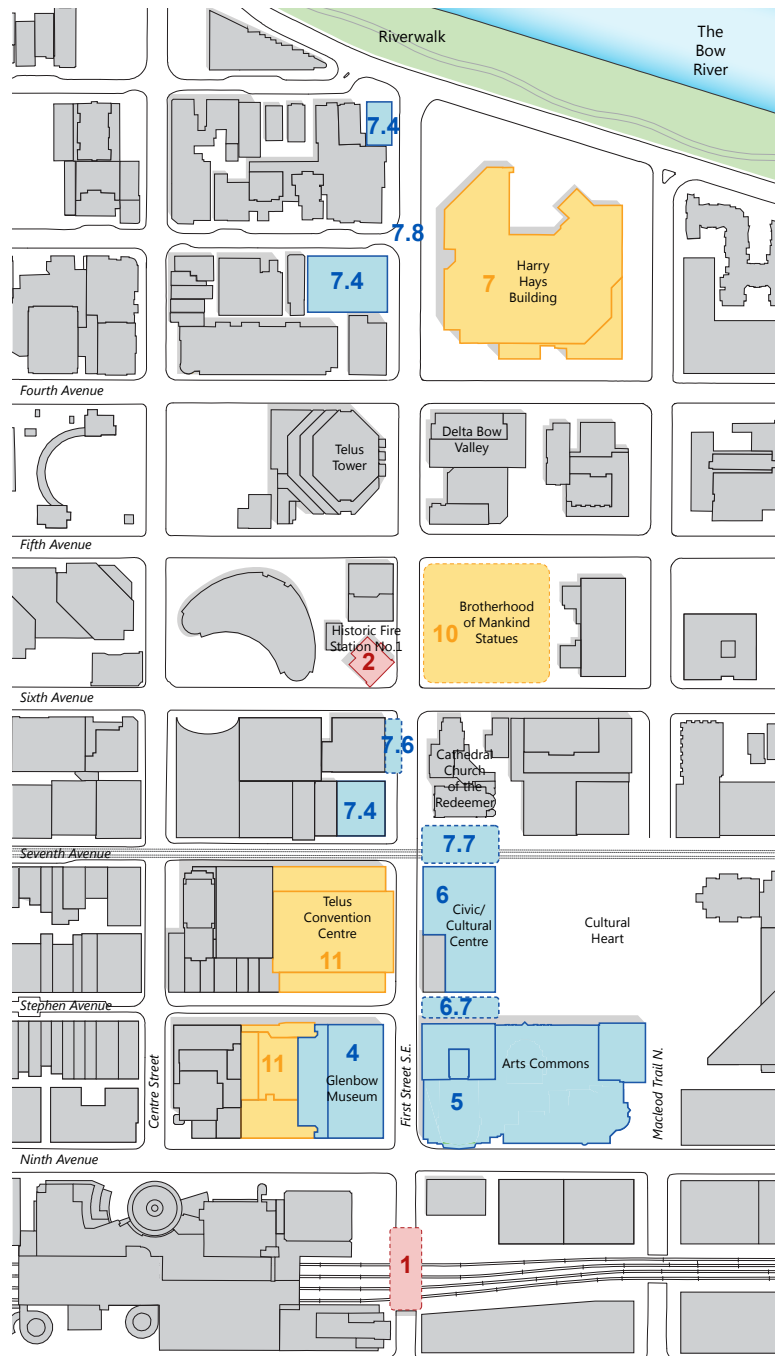 Riverwalk
The
Bow
River
7.4
7.8
7.4
7
Harry
Hays
Building
Fourth Avenue
Telus
Tower
Delta Bow
Valley
Fifth Avenue
Historic Fire
Station No.1
2
10
Brotherhood
of Mankind
Statues
Sixth Avenue
7.6
Cathedral
Church
of the
Redeemer
7.4
7.7
Seventh Avenue
Telus
Convention
Centre
11
6
Civic/
Cultural
Centre
Cultural
Heart
Stephen Avenue
6.7
Centre Street
11
4
Glenbow
Museum
First Street S.E.
Arts Commons
5
Macleod Trail N.
Ninth Avenue
1